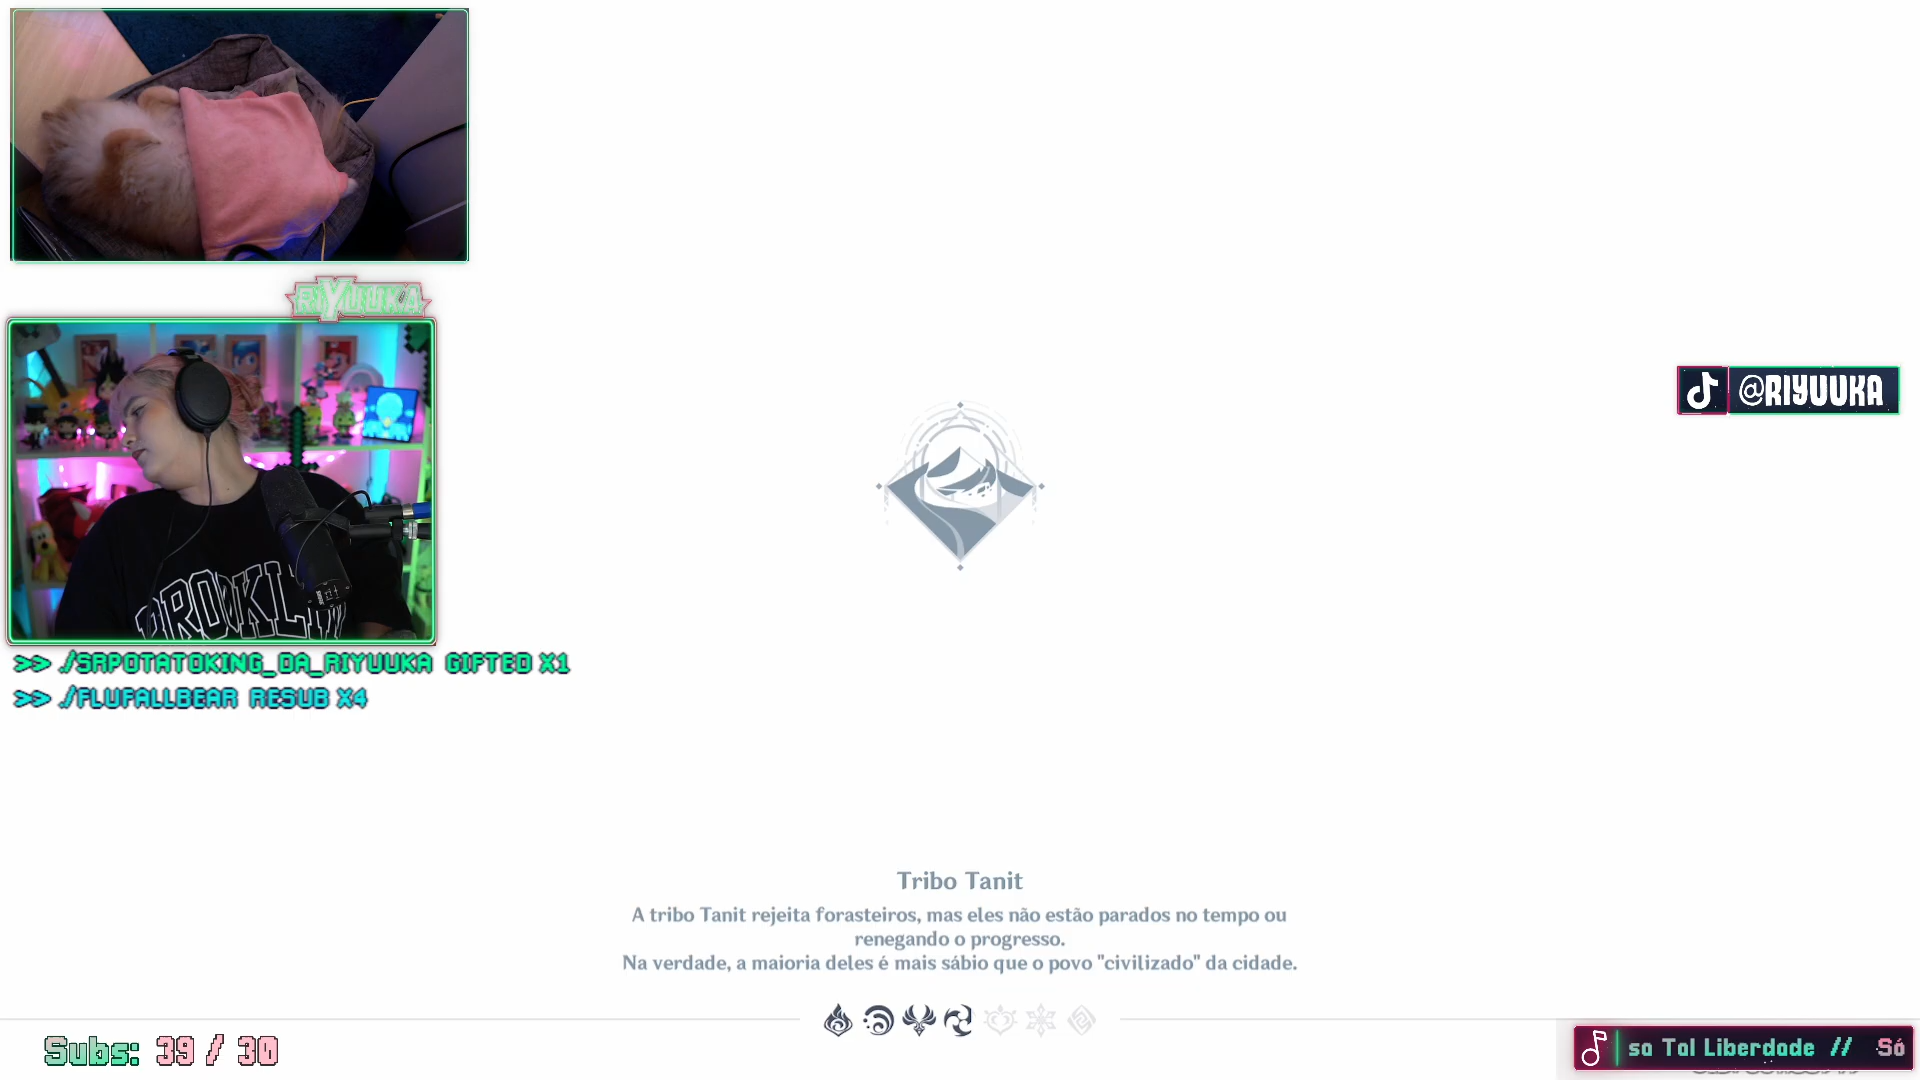 RIYUUKA
BROOKLYN
@RIYUUKA
>> ./SRPOTATOKING_DA_RIYUUKA GIFTED X1
>> ./FLUFALLBEAR RESUB X4
Tribo Tanit
A tribo Tanit rejeita forasteiros, mas eles não estão parados no tempo ou
renegando o progresso.
Na verdade, a maioria deles é mais sábio que o povo "civilizado" da cidade.
Subs: 39 / 30
sa Tal Liberdade // Só